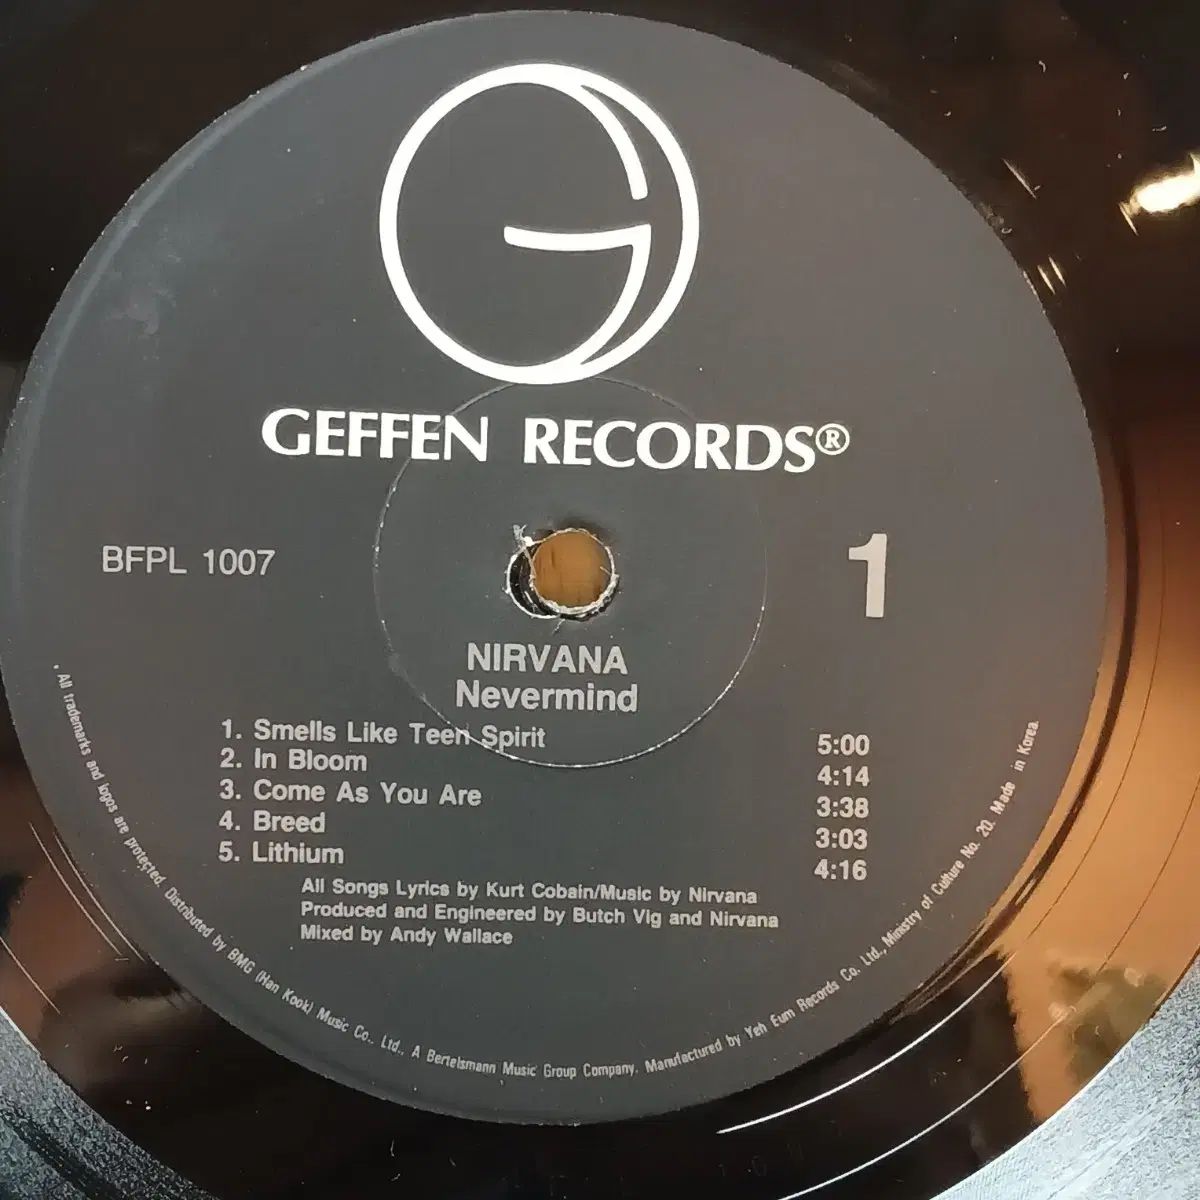 GEFFEN RECORDS®
BFPL 1007
1
NIRVANA
Nevermind
1. Smells Like Teen Spirit 5:00
2. In Bloom 4:14
3. Come As You Are 3:38
4. Breed 3:03
5. Lithium 4:16
All Songs Lyrics by Kurt Cobain/Music by Nirvana
Produced and Engineered by Butch Vig and Nirvana
Mixed by Andy Wallace
. All trademarks and logos are protected. Distributed by BMG (Han Kook) Music Co., Ltd., A Bertelsmann Music Group Company. Manufactured by Yeh Eum Records Co. Ltd., Ministry of Culture No. 20. Made in Korea.